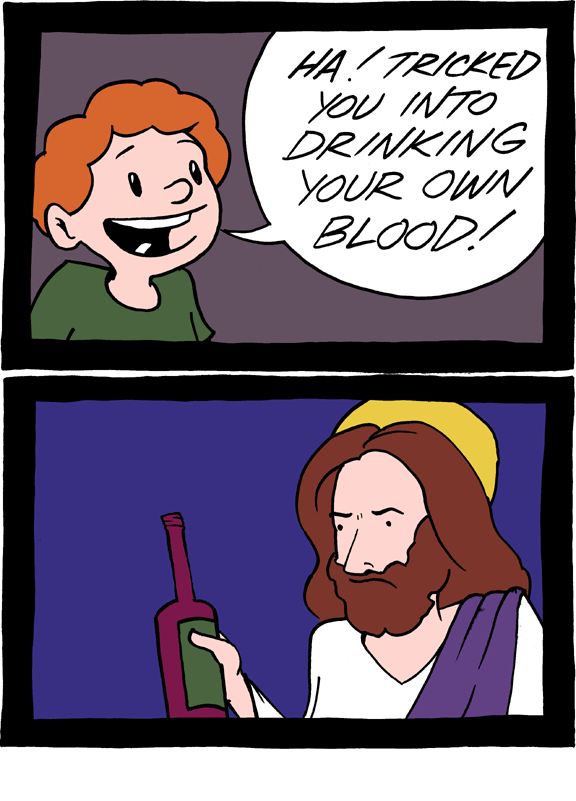 HA! TRICKED
YOU INTO
DRINKING
YOUR OWN
BLOOD!